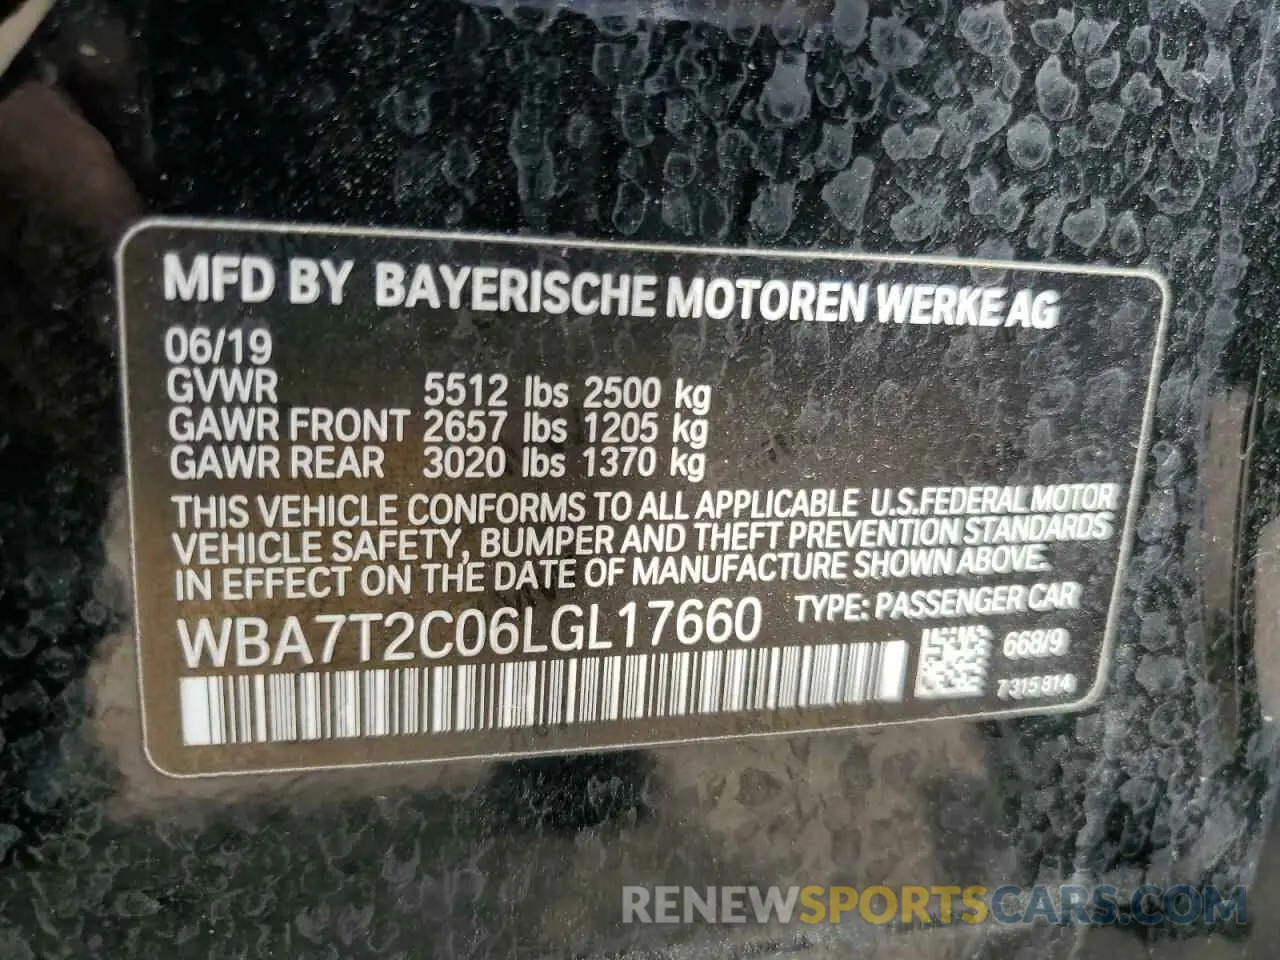 MFD BY BAYERISCHE MOTOREN WERKE AG
06/19
GVWR 5512 lbs 2500 kg
GAWR FRONT 2657 lbs 1205 kg
GAWR REAR 3020 lbs 1370 kg
THIS VEHICLE CONFORMS TO ALL APPLICABLE U.S.FEDERAL MOTOR
VEHICLE SAFETY, BUMPER AND THEFT PREVENTION STANDARDS
IN EFFECT ON THE DATE OF MANUFACTURE SHOWN ABOVE.
WBA7T2C06LGL17660 TYPE: PASSENGER CAR
668/9
7315814
RENEWSPORTSCARS.COM